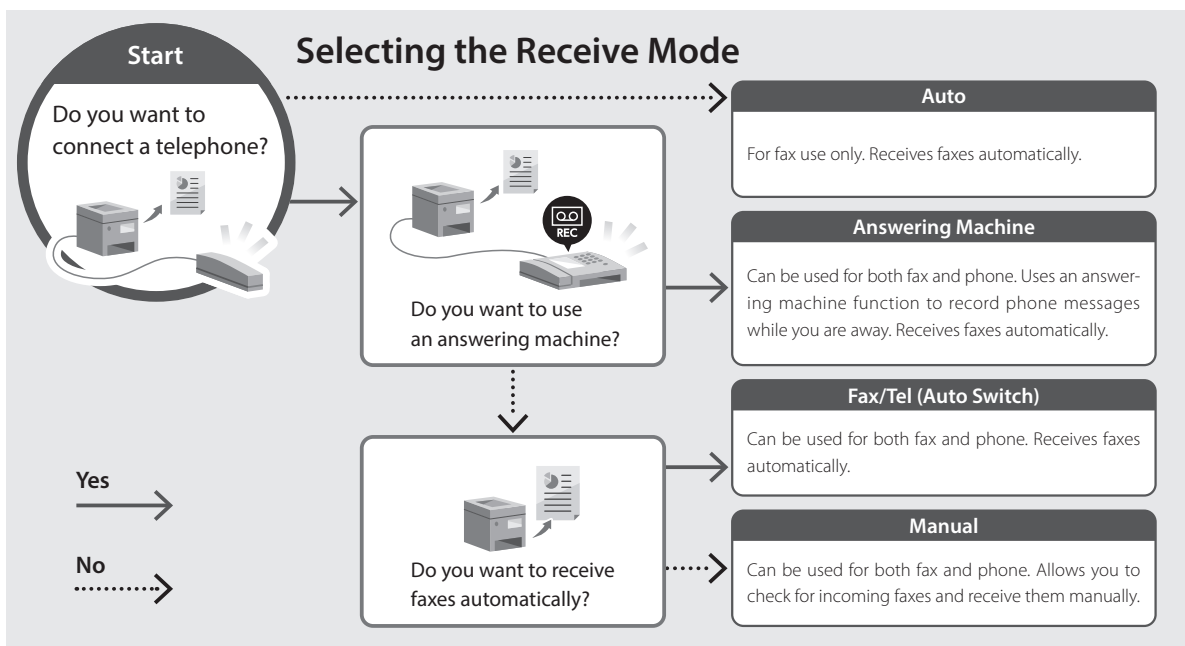 Selecting the Receive Mode
Start
Do you want to
connect a telephone?
REC
Do you want to use
an answering machine?
Do you want to receive
faxes automatically?
Auto
For fax use only. Receives faxes automatically.
Answering Machine
Can be used for both fax and phone. Uses an answer-
ing machine function to record phone messages
while you are away. Receives faxes automatically.
Fax/Tel (Auto Switch)
Can be used for both fax and phone. Receives faxes
automatically.
Manual
Can be used for both fax and phone. Allows you to
check for incoming faxes and receive them manually.
Yes
No